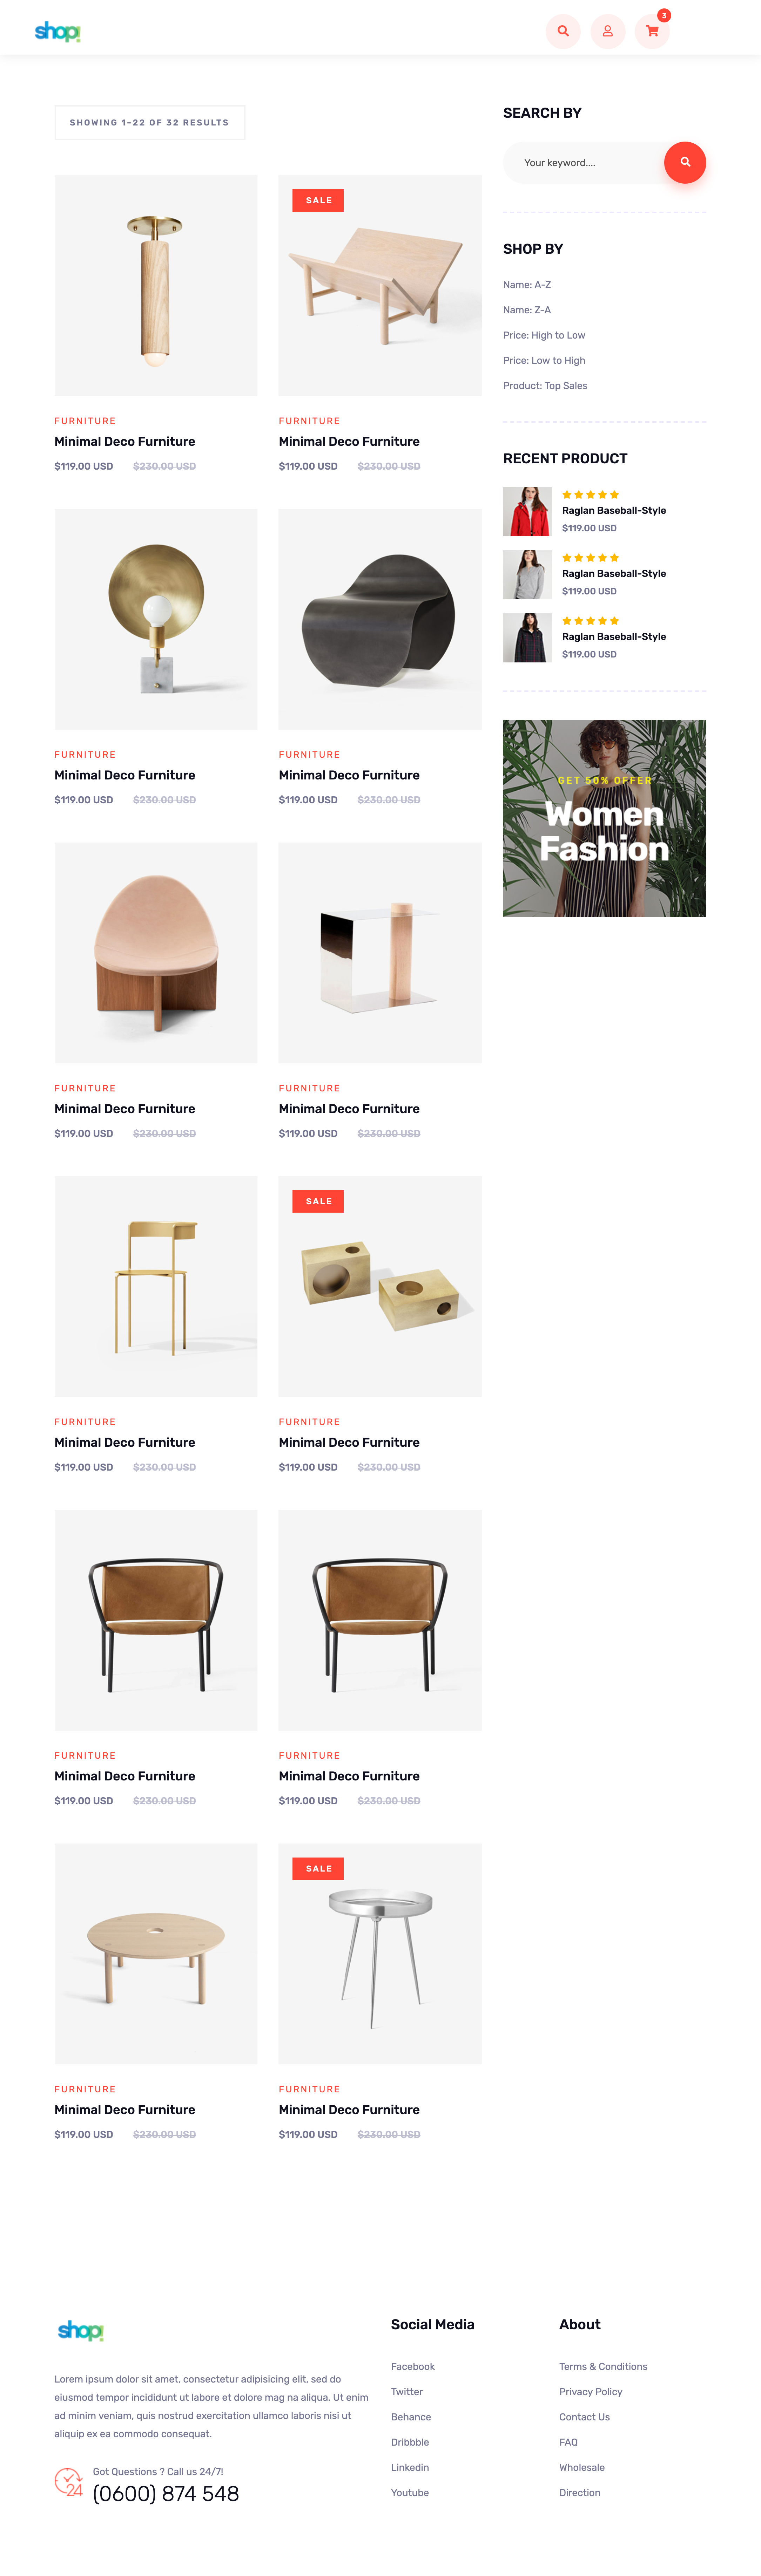 shop!
3
SHOWING 1–22 OF 32 RESULTS
SALE
FURNITURE
Minimal Deco Furniture
$119.00 USD $230.00 USD
FURNITURE
Minimal Deco Furniture
$119.00 USD $230.00 USD
FURNITURE
Minimal Deco Furniture
$119.00 USD $230.00 USD
FURNITURE
Minimal Deco Furniture
$119.00 USD $230.00 USD
FURNITURE
Minimal Deco Furniture
$119.00 USD $230.00 USD
FURNITURE
Minimal Deco Furniture
$119.00 USD $230.00 USD
SALE
FURNITURE
Minimal Deco Furniture
$119.00 USD $230.00 USD
FURNITURE
Minimal Deco Furniture
$119.00 USD $230.00 USD
FURNITURE
Minimal Deco Furniture
$119.00 USD $230.00 USD
FURNITURE
Minimal Deco Furniture
$119.00 USD $230.00 USD
SALE
FURNITURE
Minimal Deco Furniture
$119.00 USD $230.00 USD
FURNITURE
Minimal Deco Furniture
$119.00 USD $230.00 USD
SEARCH BY
Your keyword....
SHOP BY
Name: A-Z
Name: Z-A
Price: High to Low
Price: Low to High
Product: Top Sales
RECENT PRODUCT
Raglan Baseball-Style
$119.00 USD
Raglan Baseball-Style
$119.00 USD
Raglan Baseball-Style
$119.00 USD
GET 50% OFFER
Women
Fashion
shop!
Lorem ipsum dolor sit amet, consectetur adipisicing elit, sed do
eiusmod tempor incididunt ut labore et dolore mag na aliqua. Ut enim
ad minim veniam, quis nostrud exercitation ullamco laboris nisi ut
aliquip ex ea commodo consequat.
24
Got Questions ? Call us 24/7!
(0600) 874 548
Social Media
Facebook
Twitter
Behance
Dribbble
Linkedin
Youtube
About
Terms & Conditions
Privacy Policy
Contact Us
FAQ
Wholesale
Direction